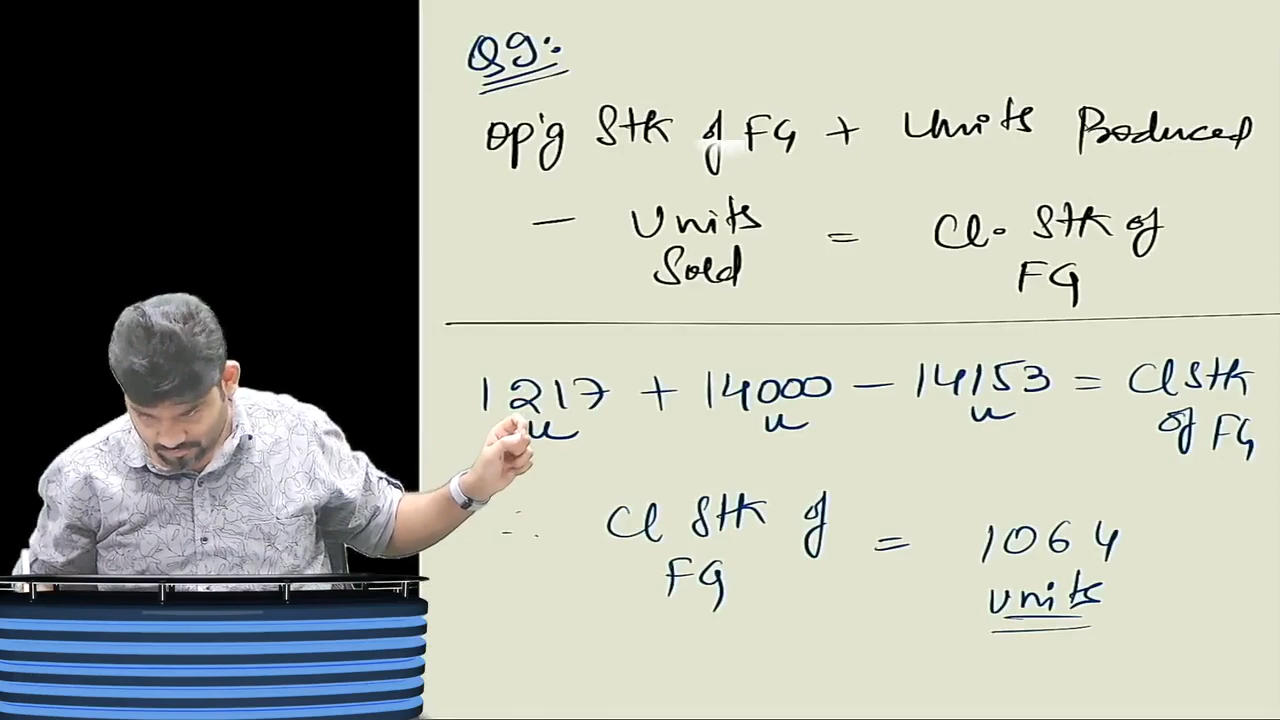 Q9:
Op'g Stk of FG + Units Produced
- Units Sold = Cl. Stk of FG
1217 u + 14000 u - 14153 u = Cl Stk of FG
∴ Cl Stk of FG = 1064 units